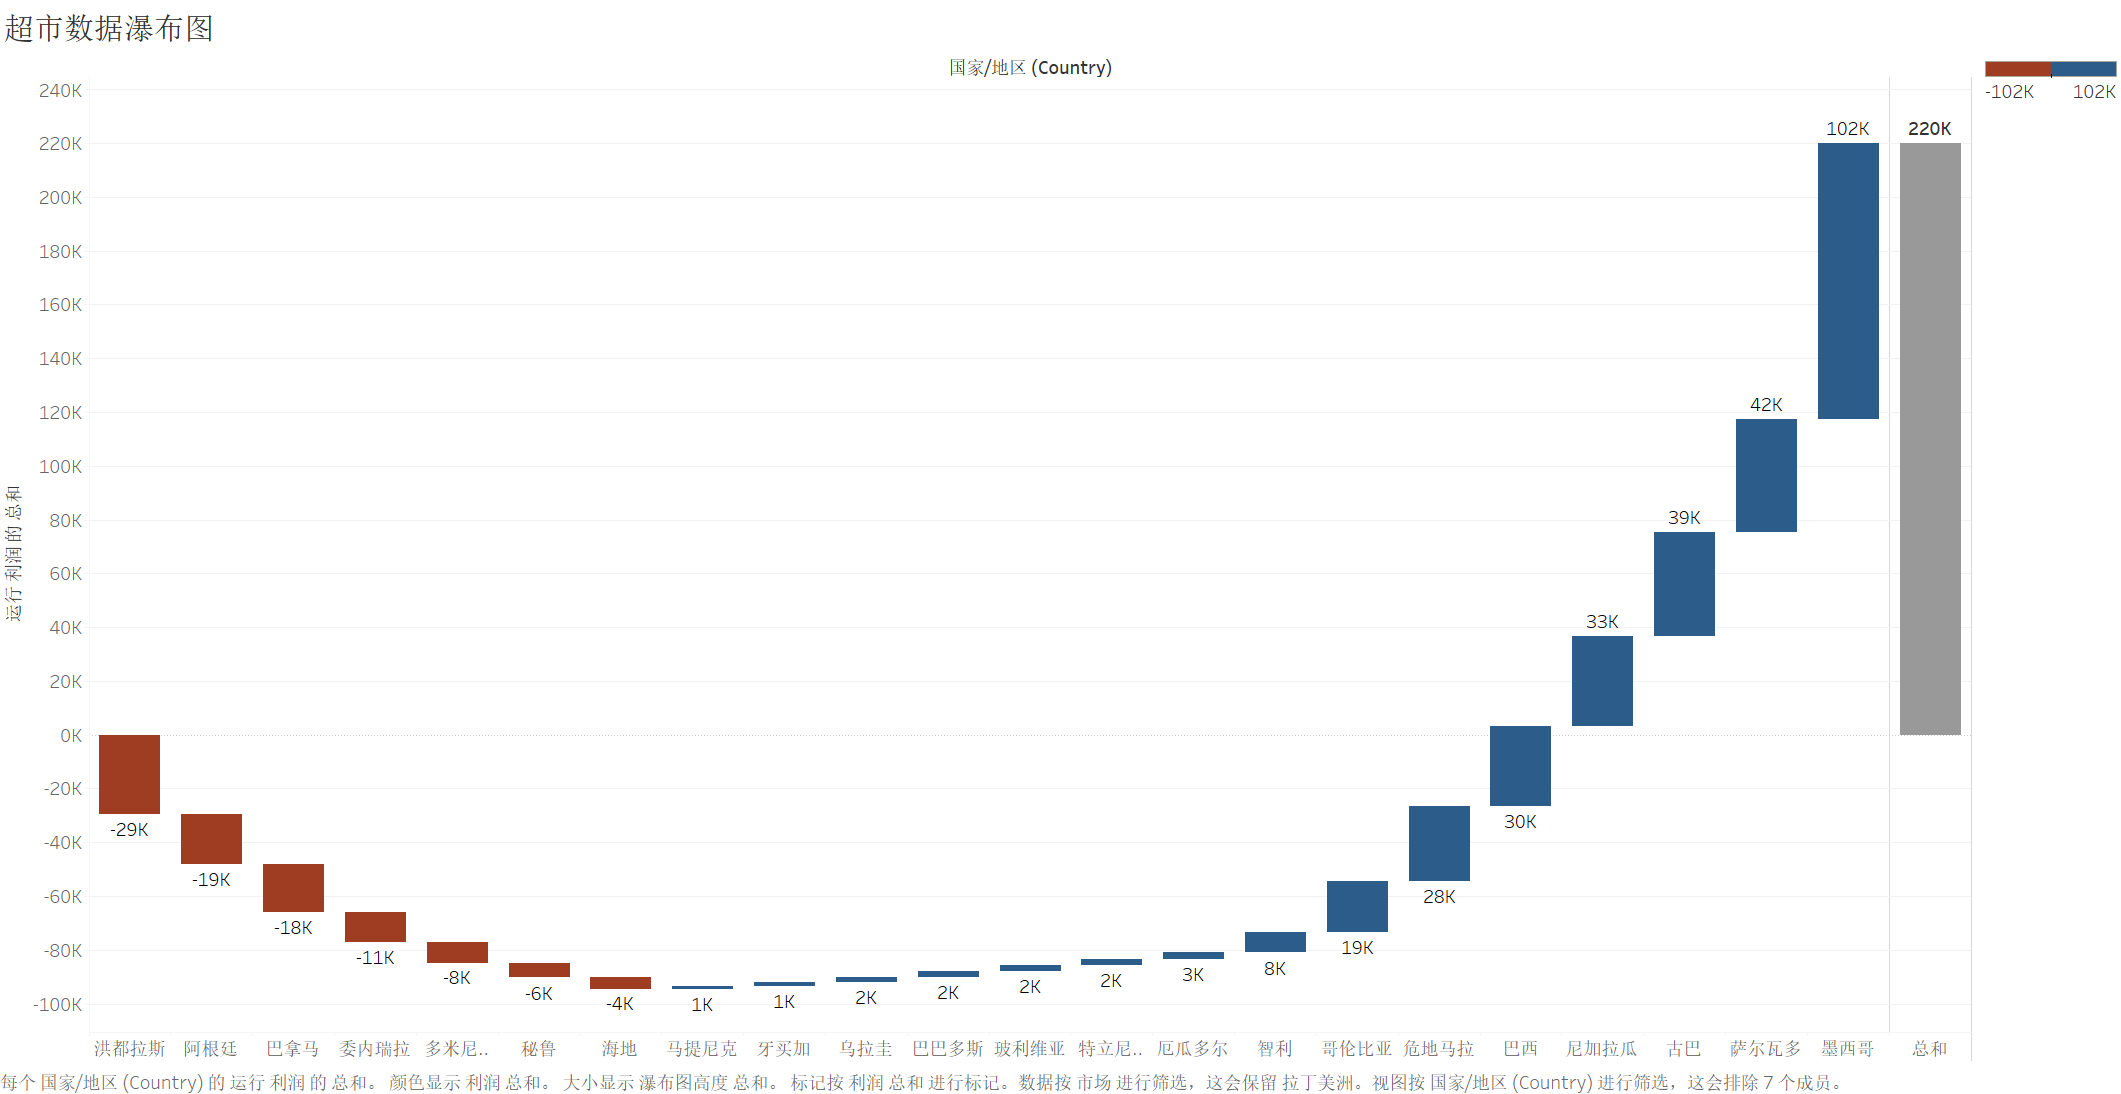 超市数据瀑布图
国家/地区 (Country)
-102K 102K
240K
220K
200K
180K
160K
140K
120K
100K
80K
60K
40K
20K
0K
-20K
-40K
-60K
-80K
-100K
运行 利润 的 总和
-29K
-19K
-18K
-11K
-8K
-6K
-4K
1K
1K
2K
2K
2K
2K
3K
8K
19K
28K
30K
33K
39K
42K
102K
220K
洪都拉斯 阿根廷 巴拿马 委内瑞拉 多米尼.. 秘鲁 海地 马提尼克 牙买加 乌拉圭 巴巴多斯 玻利维亚 特立尼.. 厄瓜多尔 智利 哥伦比亚 危地马拉 巴西 尼加拉瓜 古巴 萨尔瓦多 墨西哥 总和
每个 国家/地区 (Country) 的 运行 利润 的 总和。 颜色显示 利润 总和。 大小显示 瀑布图高度 总和。 标记按 利润 总和 进行标记。数据按 市场 进行筛选，这会保留 拉丁美洲。视图按 国家/地区 (Country) 进行筛选，这会排除 7 个成员。